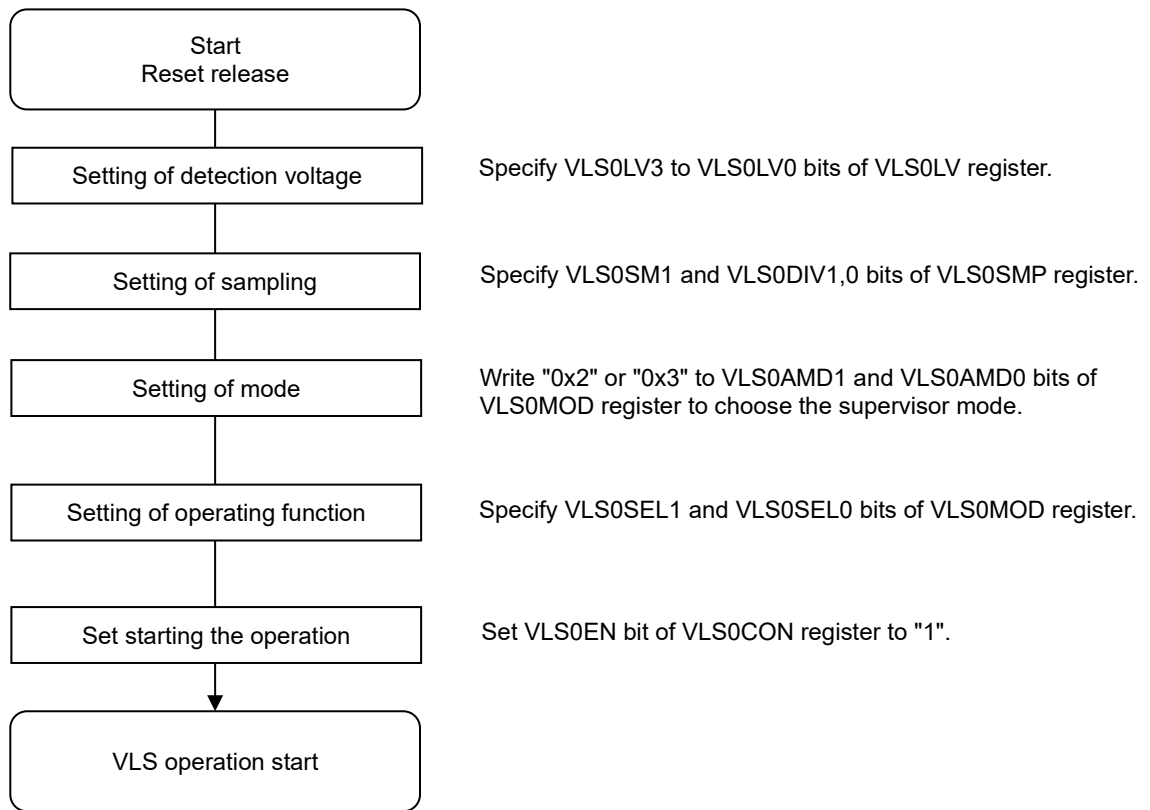 Start
Reset release
Setting of detection voltage
Specify VLS0LV3 to VLS0LV0 bits of VLS0LV register.
Setting of sampling
Specify VLS0SM1 and VLS0DIV1,0 bits of VLS0SMP register.
Setting of mode
Write "0x2" or "0x3" to VLS0AMD1 and VLS0AMD0 bits of
VLS0MOD register to choose the supervisor mode.
Setting of operating function
Specify VLS0SEL1 and VLS0SEL0 bits of VLS0MOD register.
Set starting the operation
Set VLS0EN bit of VLS0CON register to "1".
VLS operation start